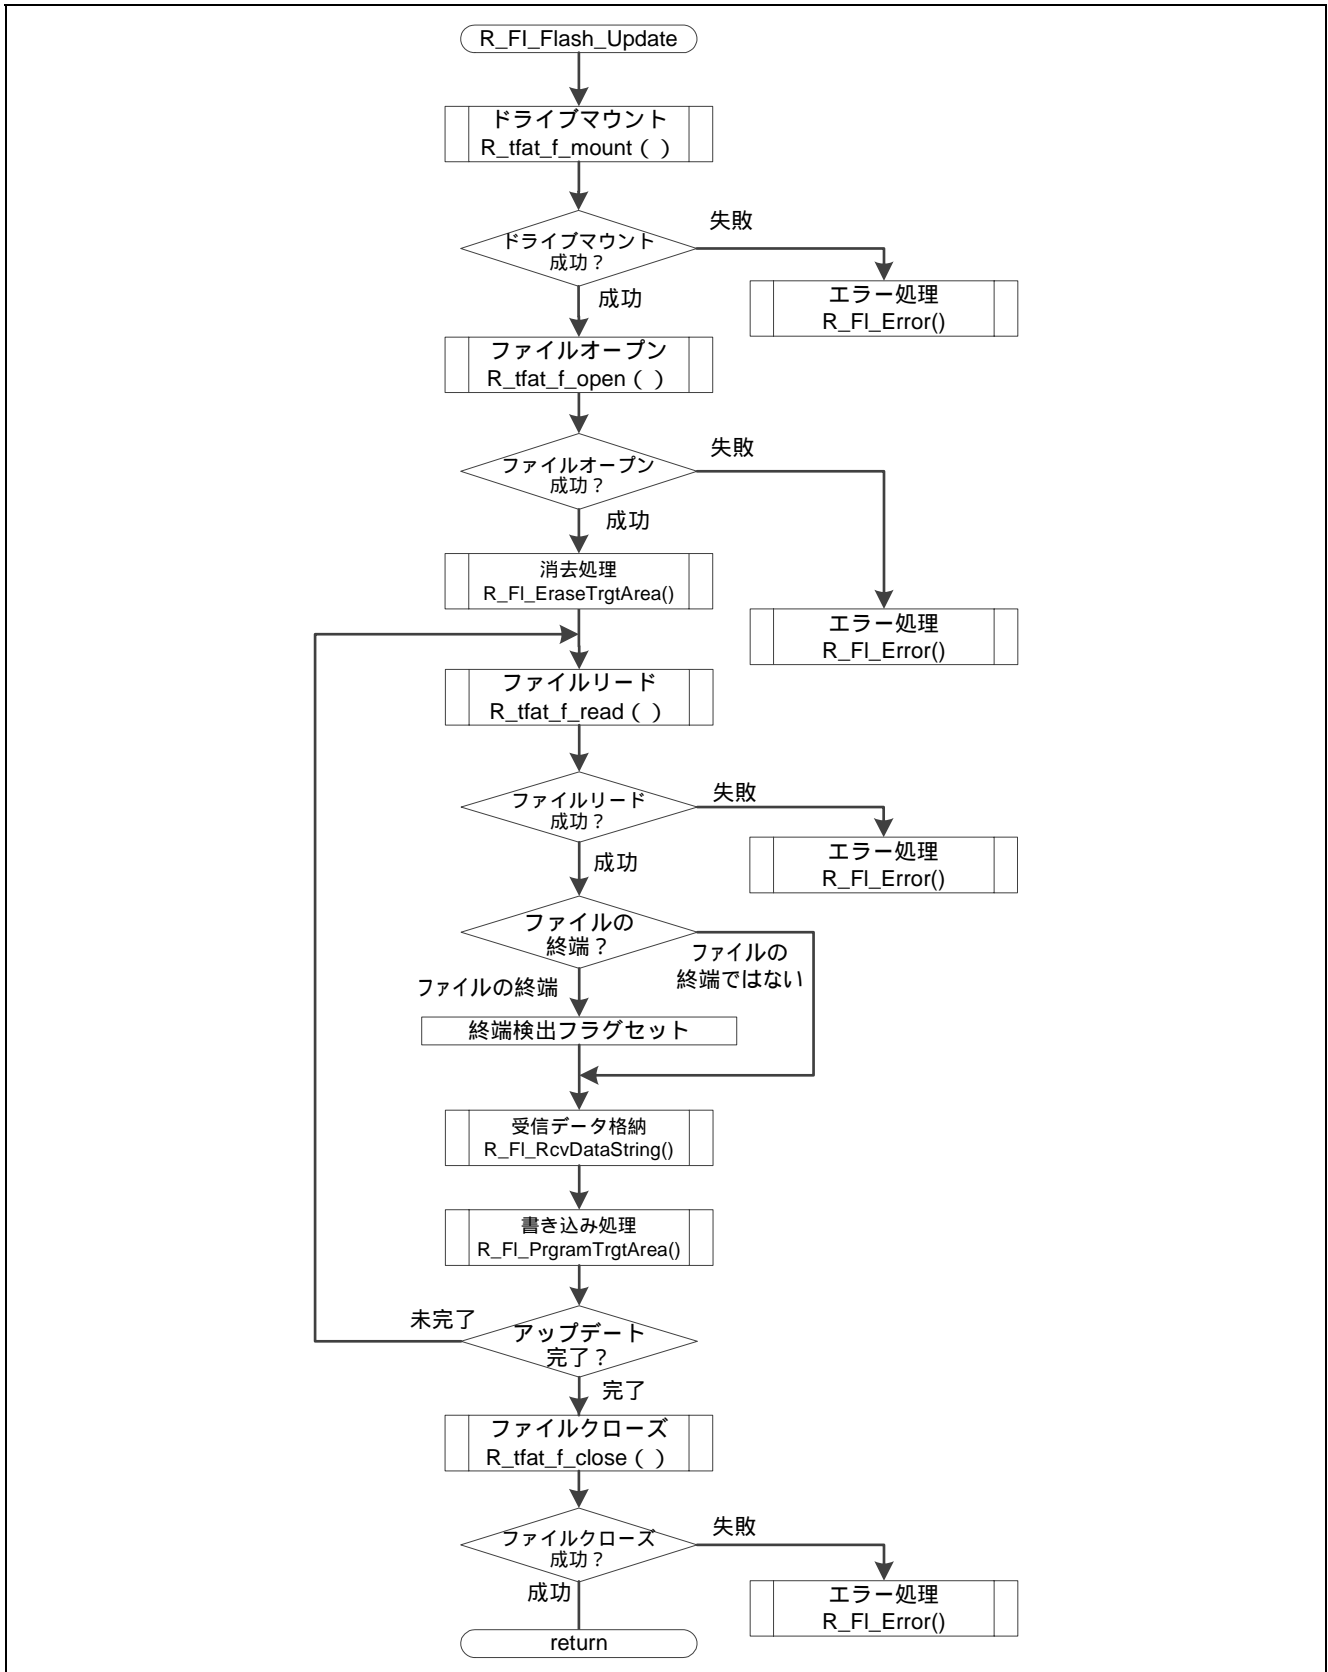 R_Fl_Flash_Update
ドライブマウント
R_tfat_f_mount ( )
ドライブマウント
成功？
失敗
エラー処理
R_Fl_Error()
成功
ファイルオープン
R_tfat_f_open ( )
ファイルオープン
成功？
失敗
エラー処理
R_Fl_Error()
成功
消去処理
R_Fl_EraseTrgtArea()
ファイルリード
R_tfat_f_read ( )
ファイルリード
成功？
失敗
エラー処理
R_Fl_Error()
成功
ファイルの
終端？
ファイルの
終端ではない
ファイルの終端
終端検出フラグセット
受信データ格納
R_Fl_RcvDataString()
書き込み処理
R_Fl_PrgramTrgtArea()
未完了
アップデート
完了？
完了
ファイルクローズ
R_tfat_f_close ( )
ファイルクローズ
成功？
失敗
エラー処理
R_Fl_Error()
成功
return